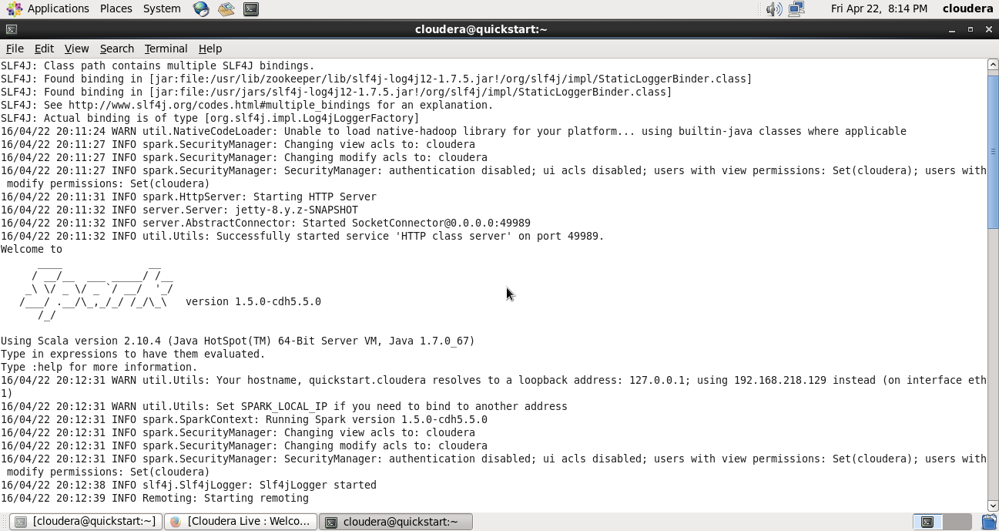 Applications Places System Fri Apr 22, 8:14 PM cloudera
cloudera@quickstart:~
File Edit View Search Terminal Help
SLF4J: Class path contains multiple SLF4J bindings.
SLF4J: Found binding in [jar:file:/usr/lib/zookeeper/lib/slf4j-log4j12-1.7.5.jar!/org/slf4j/impl/StaticLoggerBinder.class]
SLF4J: Found binding in [jar:file:/usr/jars/slf4j-log4j12-1.7.5.jar!/org/slf4j/impl/StaticLoggerBinder.class]
SLF4J: See http://www.slf4j.org/codes.html#multiple_bindings for an explanation.
SLF4J: Actual binding is of type [org.slf4j.impl.Log4jLoggerFactory]
16/04/22 20:11:24 WARN util.NativeCodeLoader: Unable to load native-hadoop library for your platform... using builtin-java classes where applicable
16/04/22 20:11:27 INFO spark.SecurityManager: Changing view acls to: cloudera
16/04/22 20:11:27 INFO spark.SecurityManager: Changing modify acls to: cloudera
16/04/22 20:11:27 INFO spark.SecurityManager: SecurityManager: authentication disabled; ui acls disabled; users with view permissions: Set(cloudera); users with
 modify permissions: Set(cloudera)
16/04/22 20:11:31 INFO spark.HttpServer: Starting HTTP Server
16/04/22 20:11:32 INFO server.Server: jetty-8.y.z-SNAPSHOT
16/04/22 20:11:32 INFO server.AbstractConnector: Started SocketConnector@0.0.0.0:49989
16/04/22 20:11:32 INFO util.Utils: Successfully started service 'HTTP class server' on port 49989.
Welcome to
      ____              __
     / __/__  ___ _____/ /__
    _\ \/ _ \/ _ `/ __/  '_/
   /___/ .__/\_,_/_/ /_/\_\   version 1.5.0-cdh5.5.0
      /_/
Using Scala version 2.10.4 (Java HotSpot(TM) 64-Bit Server VM, Java 1.7.0_67)
Type in expressions to have them evaluated.
Type :help for more information.
16/04/22 20:12:31 WARN util.Utils: Your hostname, quickstart.cloudera resolves to a loopback address: 127.0.0.1; using 192.168.218.129 instead (on interface eth
1)
16/04/22 20:12:31 WARN util.Utils: Set SPARK_LOCAL_IP if you need to bind to another address
16/04/22 20:12:31 INFO spark.SparkContext: Running Spark version 1.5.0-cdh5.5.0
16/04/22 20:12:31 INFO spark.SecurityManager: Changing view acls to: cloudera
16/04/22 20:12:31 INFO spark.SecurityManager: Changing modify acls to: cloudera
16/04/22 20:12:31 INFO spark.SecurityManager: SecurityManager: authentication disabled; ui acls disabled; users with view permissions: Set(cloudera); users with
 modify permissions: Set(cloudera)
16/04/22 20:12:38 INFO slf4j.Slf4jLogger: Slf4jLogger started
16/04/22 20:12:39 INFO Remoting: Starting remoting
[cloudera@quickstart:~] [Cloudera Live : Welco... cloudera@quickstart:~